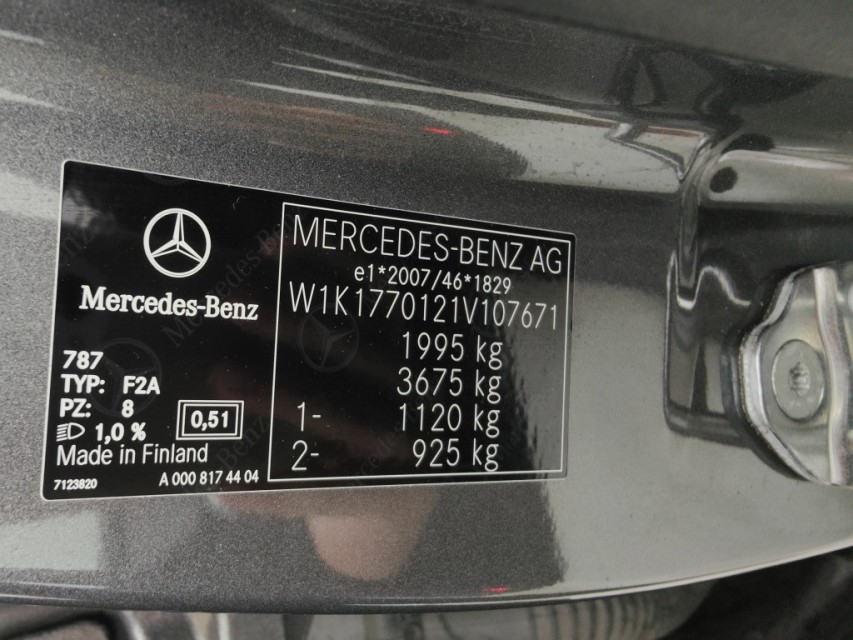 Mercedes-Benz
787
TYP: F2A
PZ: 8
1,0 %
0,51
Made in Finland
7123820
A 000 817 44 04
MERCEDES-BENZ AG
e1*2007/46*1829
W1K1770121V107671
1995 kg
3675 kg
1- 1120 kg
2- 925 kg